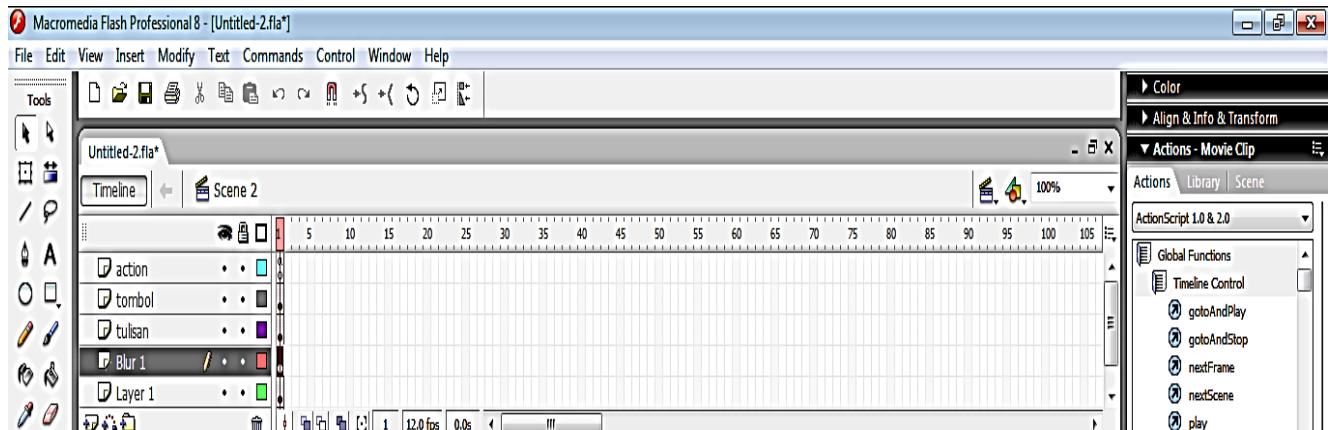 Macromedia Flash Professional 8 - [Untitled-2.fla*]
File Edit View Insert Modify Text Commands Control Window Help
Tools
Untitled-2.fla*
Timeline Scene 2 100%
1 5 10 15 20 25 30 35 40 45 50 55 60 65 70 75 80 85 90 95 100 105
action
tombol
tulisan
Blur 1
Layer 1
1 12.0 fps 0.0s
Color
Align & Info & Transform
Actions - Movie Clip
Actions Library Scene
ActionScript 1.0 & 2.0
Global Functions
Timeline Control
gotoAndPlay
gotoAndStop
nextFrame
nextScene
play